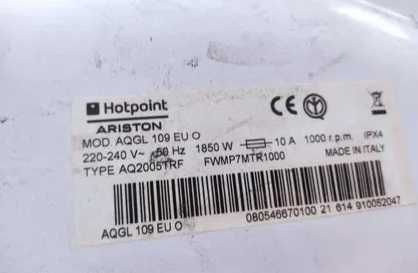 Hotpoint
ARISTON
CE
MOD. AQGL 109 EU O
220-240 V~ 50 Hz 1850 W 10 A 1000 r.p.m. IPX4
TYPE AQ2005TRF FWMP7MTR1000 MADE IN ITALY
080546670100 21 614 910052047
AQGL 109 EU O